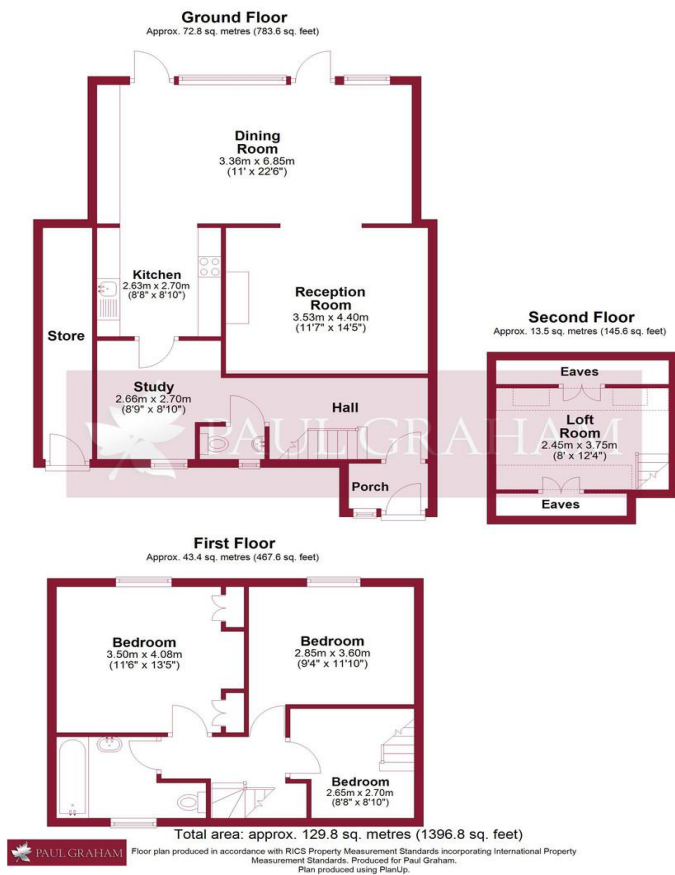 Ground Floor
Approx. 72.8 sq. metres (783.6 sq. feet)
Dining
Room
3.36m x 6.85m
(11' x 22'6")
Kitchen
2.63m x 2.70m
(8'8" x 8'10")
Reception
Room
3.53m x 4.40m
(11'7" x 14'5")
Store
Study
2.66m x 2.70m
(8'9" x 8'10")
Hall
PAUL GRAHAM
Porch
Second Floor
Approx. 13.5 sq. metres (145.6 sq. feet)
Eaves
Loft
Room
2.45m x 3.75m
(8' x 12'4")
Eaves
First Floor
Approx. 43.4 sq. metres (467.6 sq. feet)
Bedroom
3.50m x 4.08m
(11'6" x 13'5")
Bedroom
2.85m x 3.60m
(9'4" x 11'10")
Bedroom
2.65m x 2.70m
(8'8" x 8'10")
Total area: approx. 129.8 sq. metres (1396.8 sq. feet)
PAUL GRAHAM
Floor plan produced in accordance with RICS Property Measurement Standards incorporating International Property
Measurement Standards. Produced for Paul Graham.
Plan produced using PlanUp.